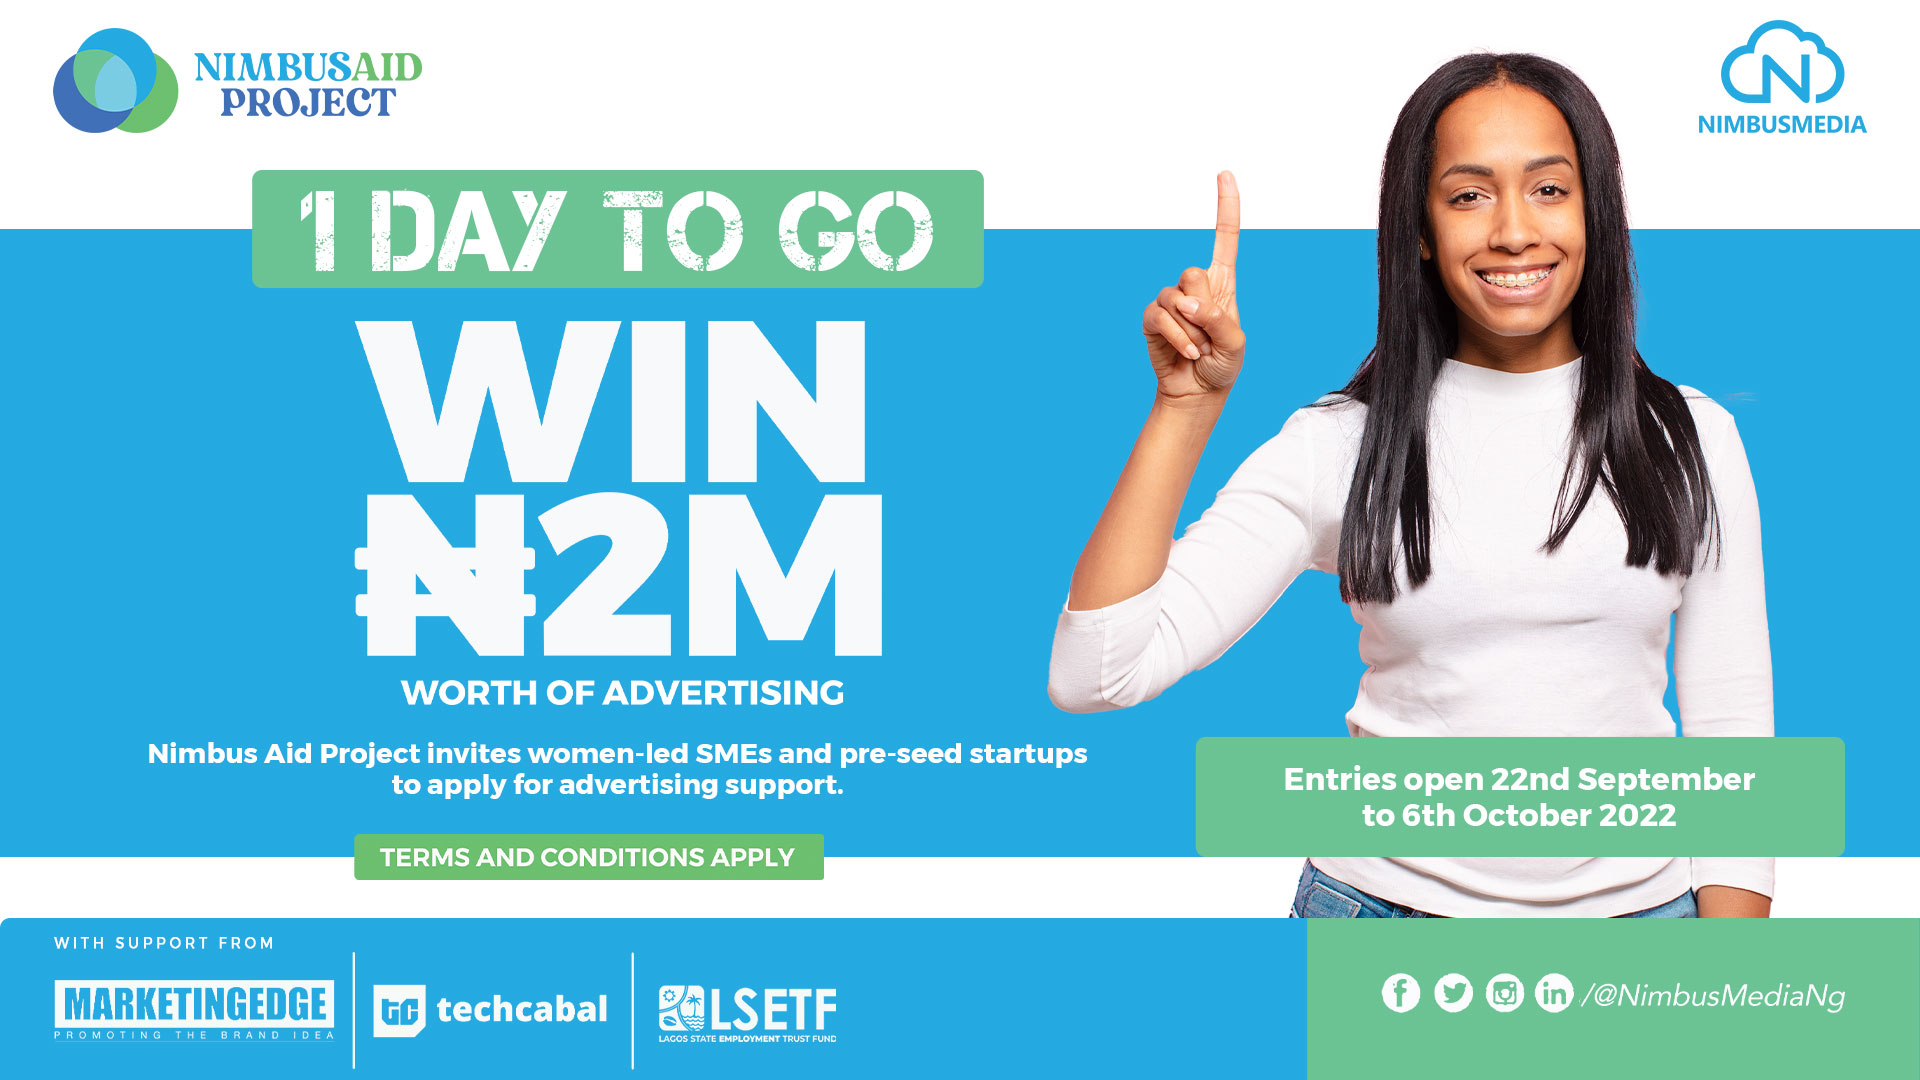 NIMBUSAID
PROJECT
N
NIMBUSMEDIA
1 DAY TO GO
WIN
₦2M
WORTH OF ADVERTISING
Nimbus Aid Project invites women-led SMEs and pre-seed startups
to apply for advertising support.
Entries open 22nd September
to 6th October 2022
TERMS AND CONDITIONS APPLY
WITH SUPPORT FROM
MARKETINGEDGE
PROMOTING THE BRAND IDEA
TC techcabal
LSETF
LAGOS STATE EMPLOYMENT TRUST FUND
/@NimbusMediaNg